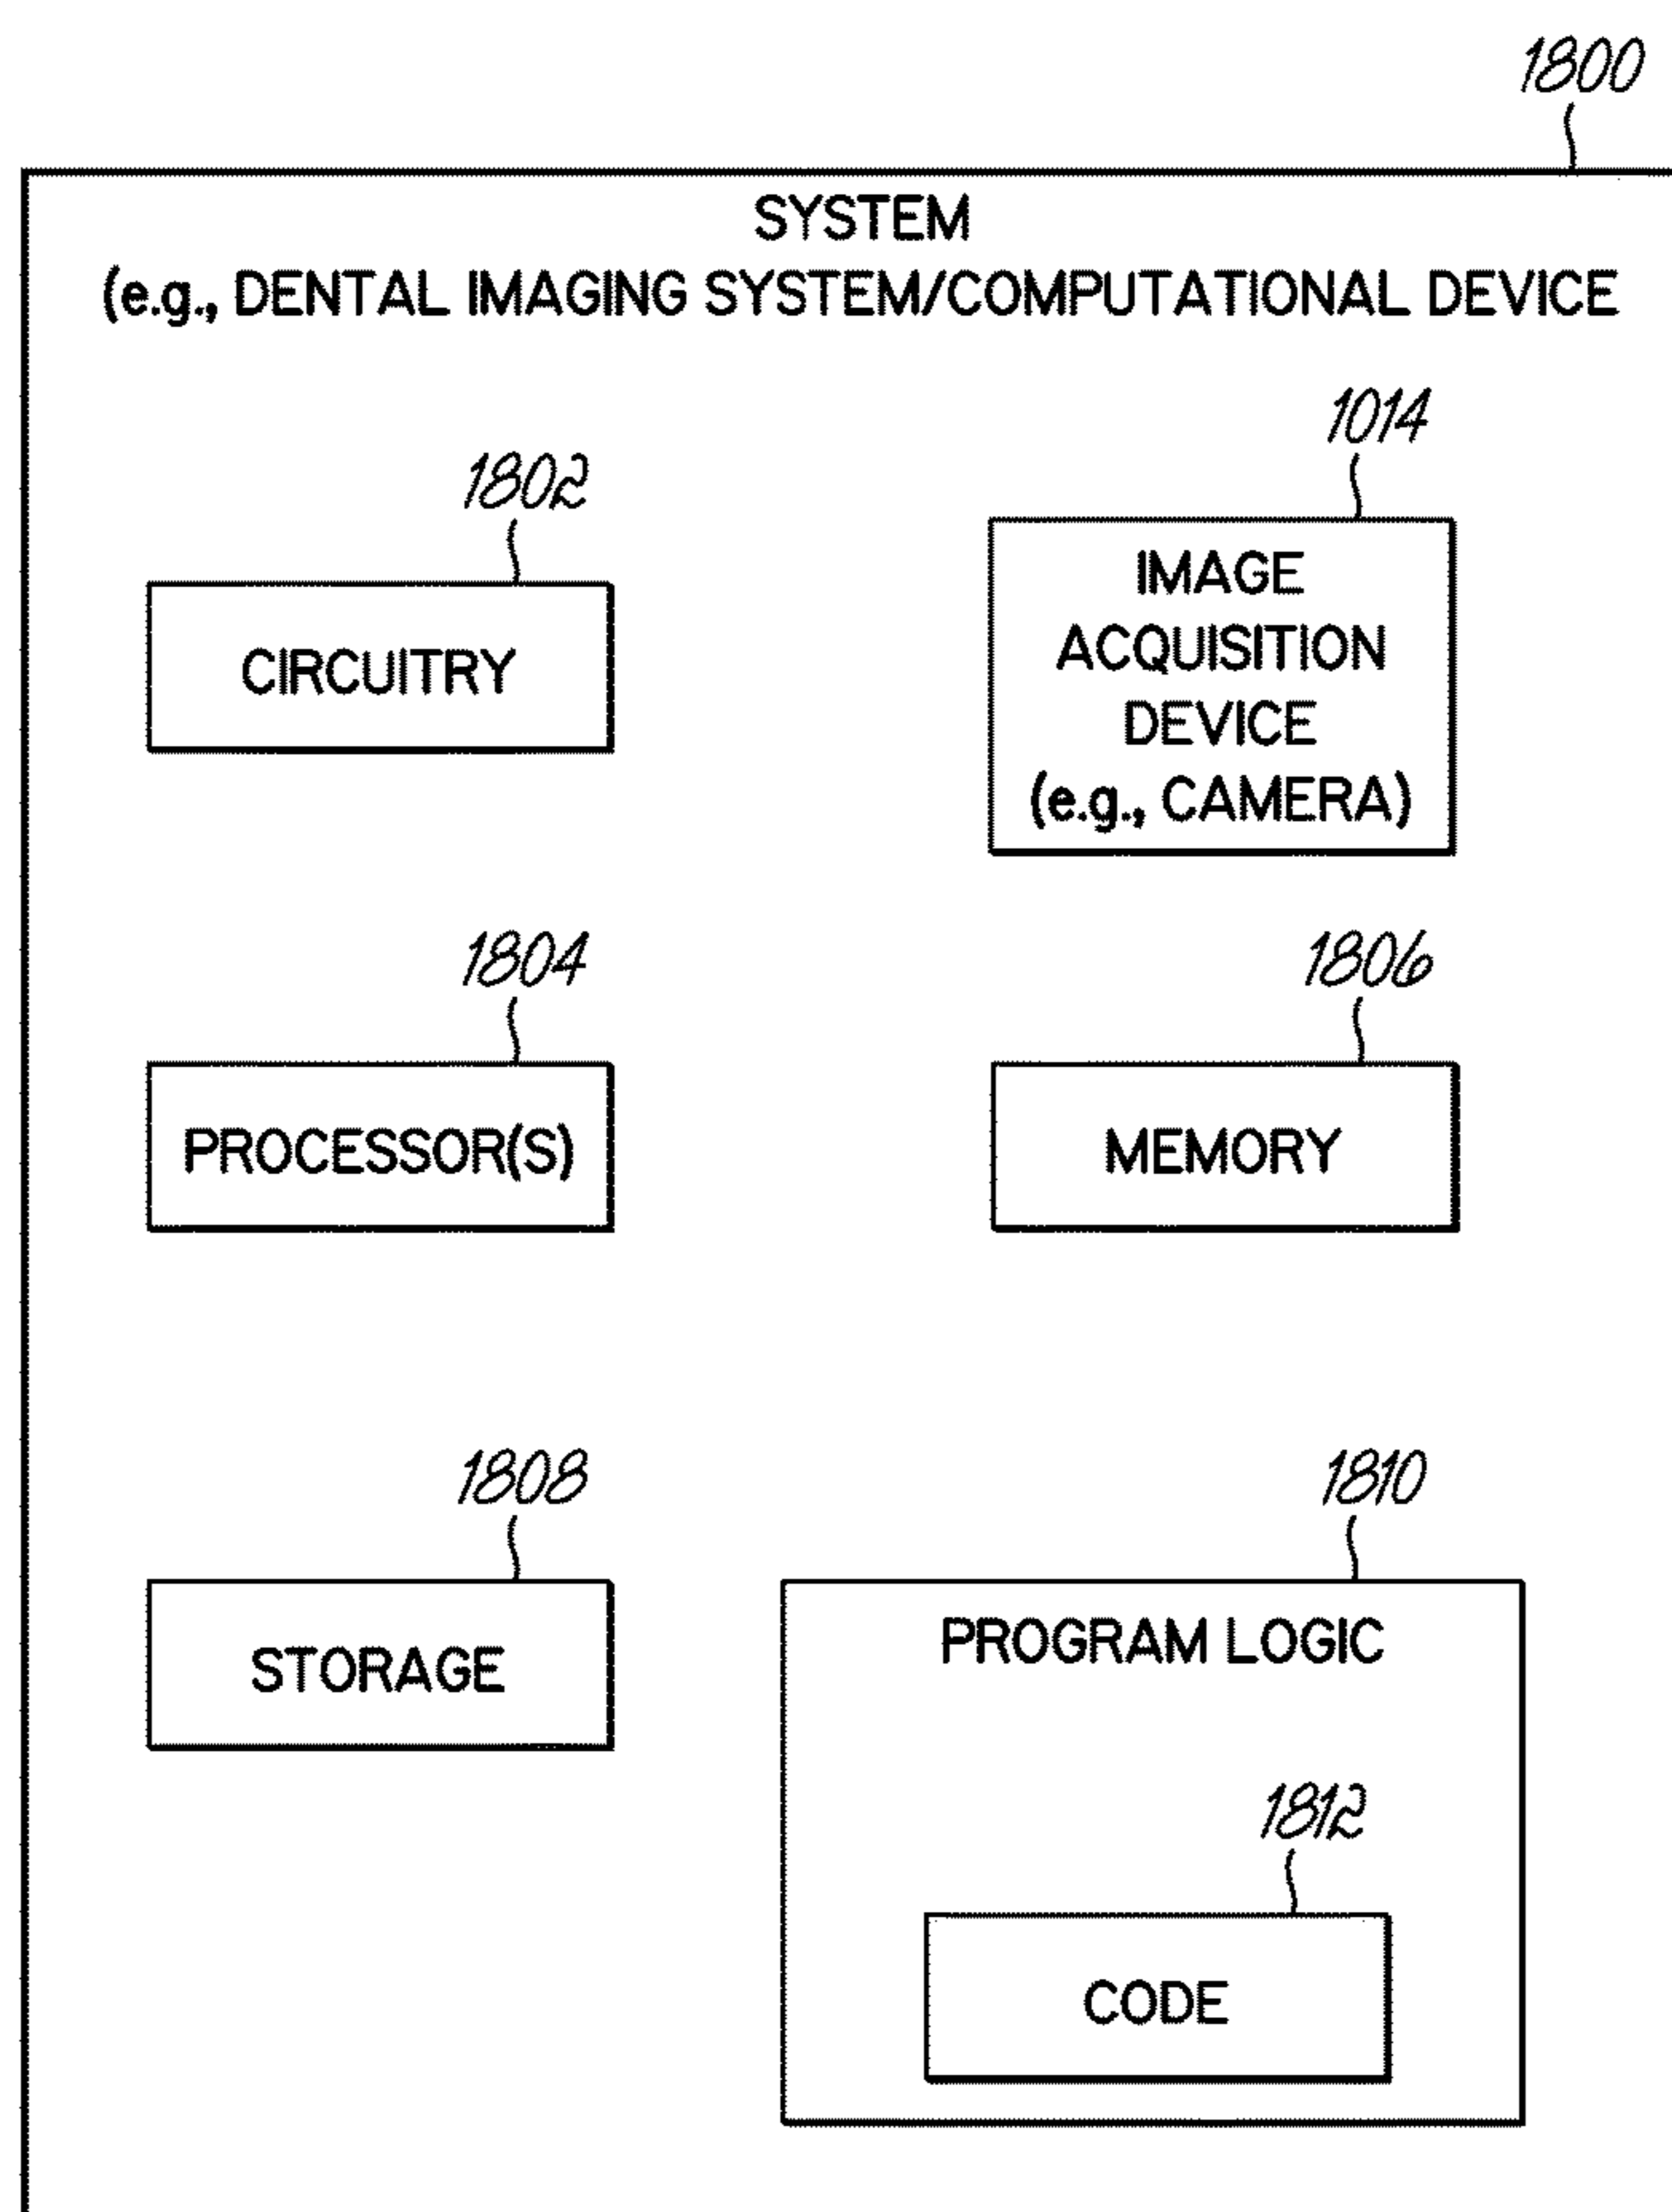 1800
SYSTEM
(e.g., DENTAL IMAGING SYSTEM/COMPUTATIONAL DEVICE
1802
CIRCUITRY
1014
IMAGE
ACQUISITION
DEVICE
(e.g., CAMERA)
1804
PROCESSOR(S)
1806
MEMORY
1808
STORAGE
1810
PROGRAM LOGIC
1812
CODE